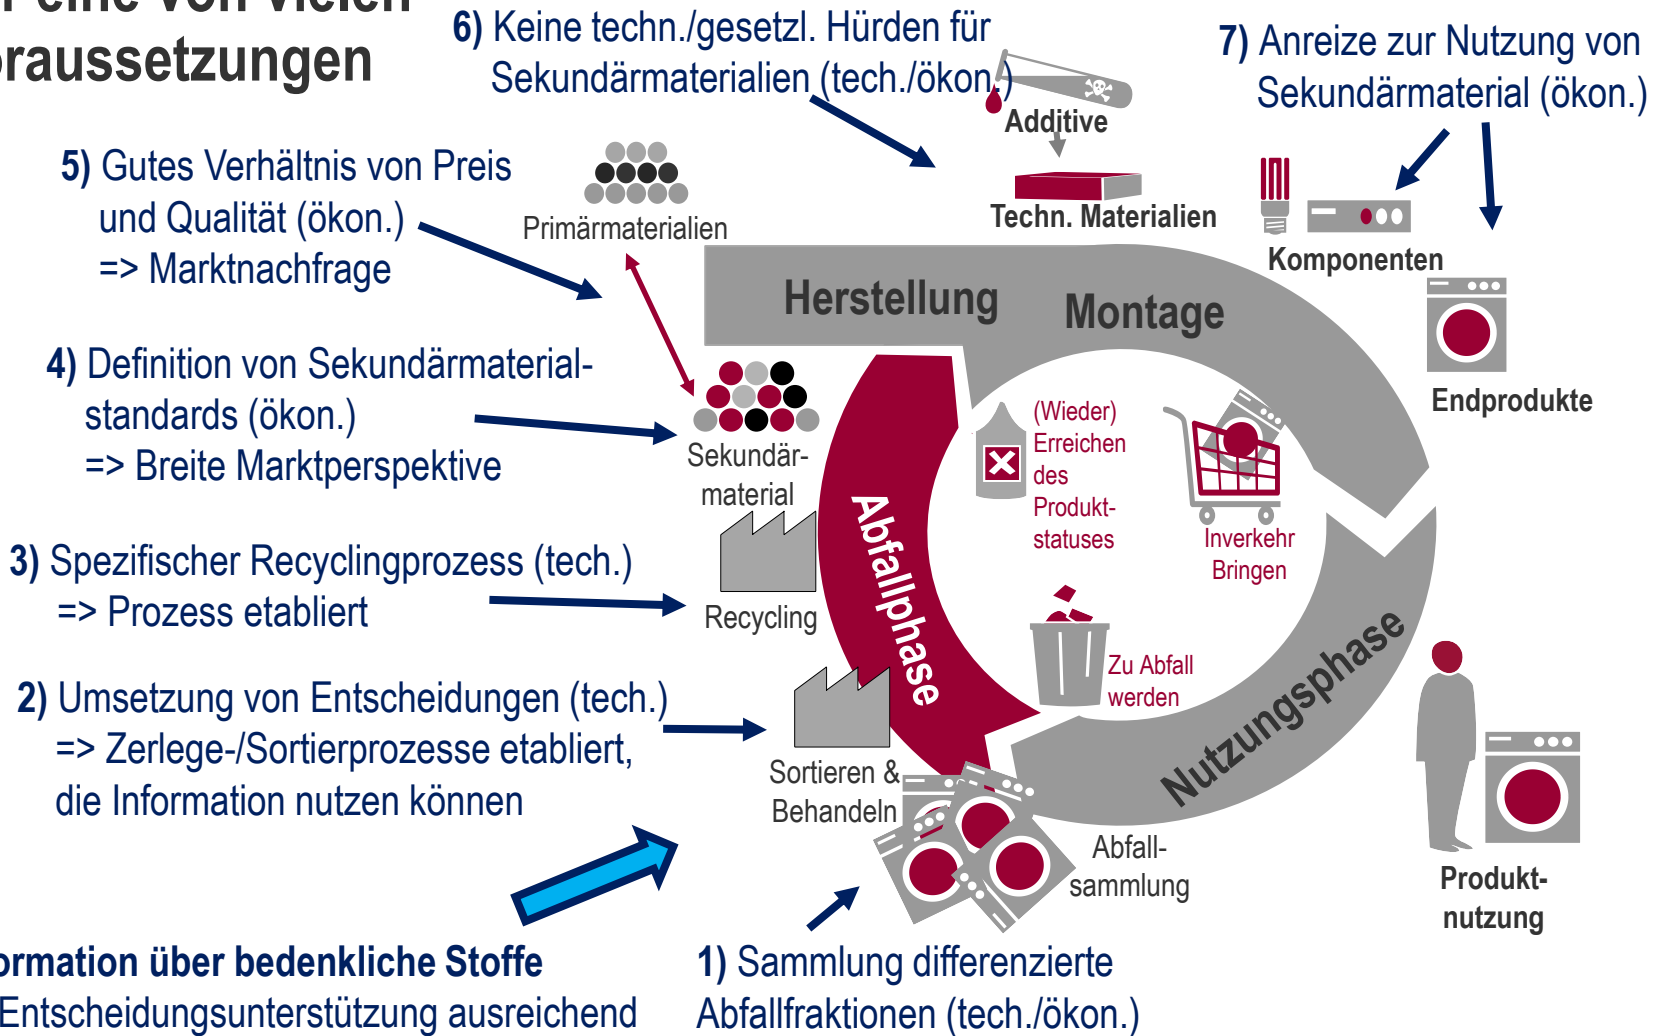 eine von vielen
raussetzungen
6) Keine techn./gesetzl. Hürden für
Sekundärmaterialien (tech./ökon.)
7) Anreize zur Nutzung von
Sekundärmaterial (ökon.)
Additive
Techn. Materialien
5) Gutes Verhältnis von Preis
und Qualität (ökon.)
=> Marktnachfrage
Primärmaterialien
Komponenten
Endprodukte
Herstellung
Montage
4) Definition von Sekundärmaterial-
standards (ökon.)
=> Breite Marktperspektive
Sekundär-
material
(Wieder)
Erreichen
des
Produkt-
statuses
Inverkehr
Bringen
Abfallphase
3) Spezifischer Recyclingprozess (tech.)
=> Prozess etabliert
Recycling
Zu Abfall
werden
Nutzungsphase
2) Umsetzung von Entscheidungen (tech.)
=> Zerlege-/Sortierprozesse etabliert,
die Information nutzen können
Sortieren &
Behandeln
Abfall-
sammlung
Produkt-
nutzung
ormation über bedenkliche Stoffe
Entscheidungsunterstützung ausreichend
1) Sammlung differenzierte
Abfallfraktionen (tech./ökon.)